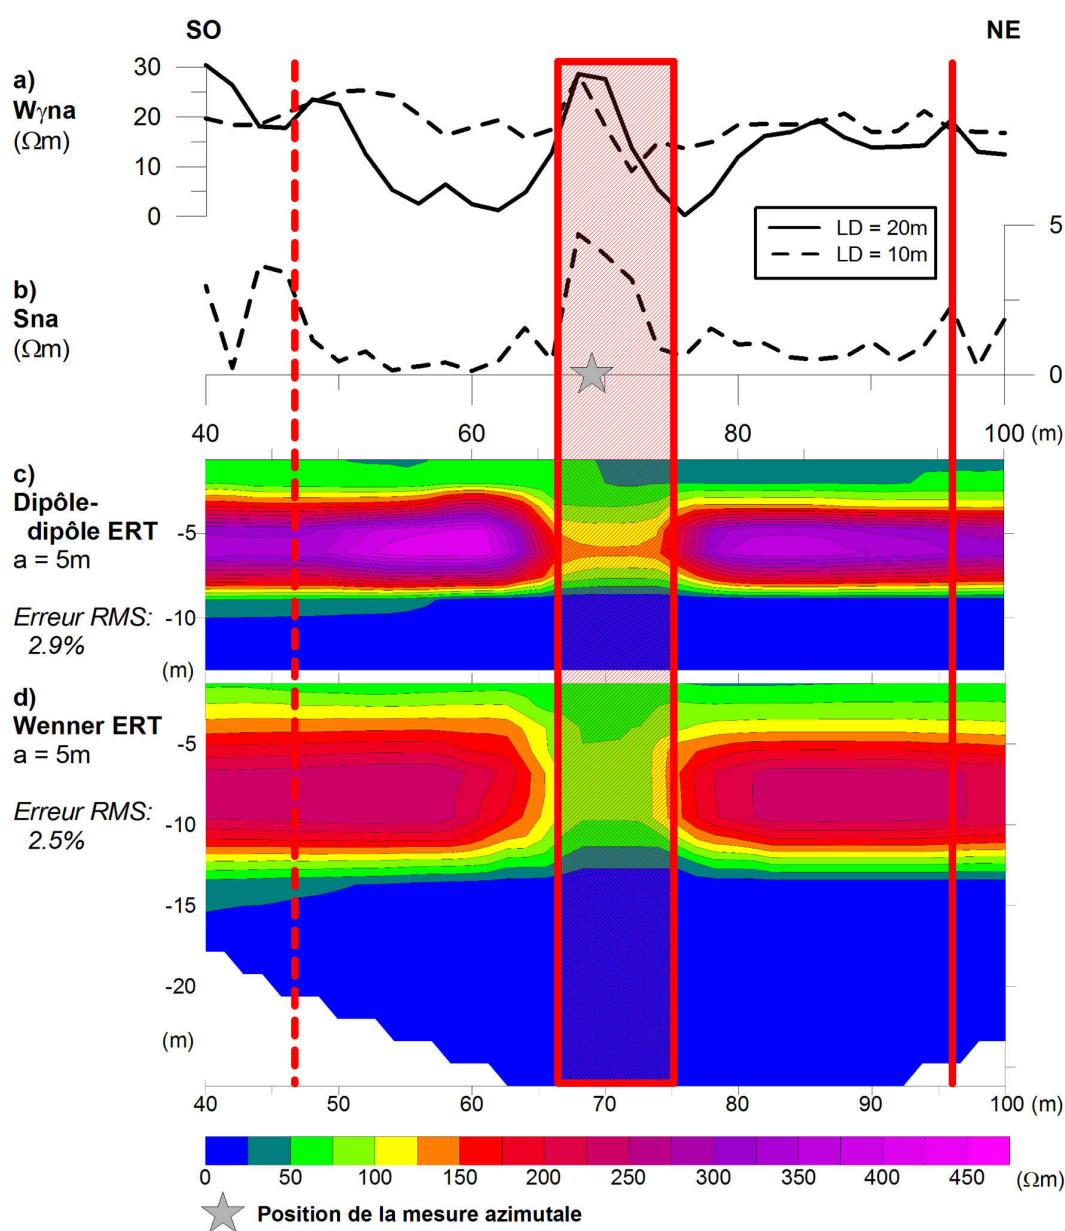 SO
NE
a)
Wγna
(Ωm)
30
20
10
0
LD = 20m
LD = 10m
5
0
b)
Sna
(Ωm)
40
60
80
100 (m)
c)
Dipôle-
dipôle ERT
a = 5m
Erreur RMS:
2.9%
-5
-10
(m)
d)
Wenner ERT
a = 5m
Erreur RMS:
2.5%
-5
-10
-15
-20
(m)
40 50 60 70 80 90 100 (m)
0 50 100 150 200 250 300 350 400 450 (Ωm)
Position de la mesure azimutale